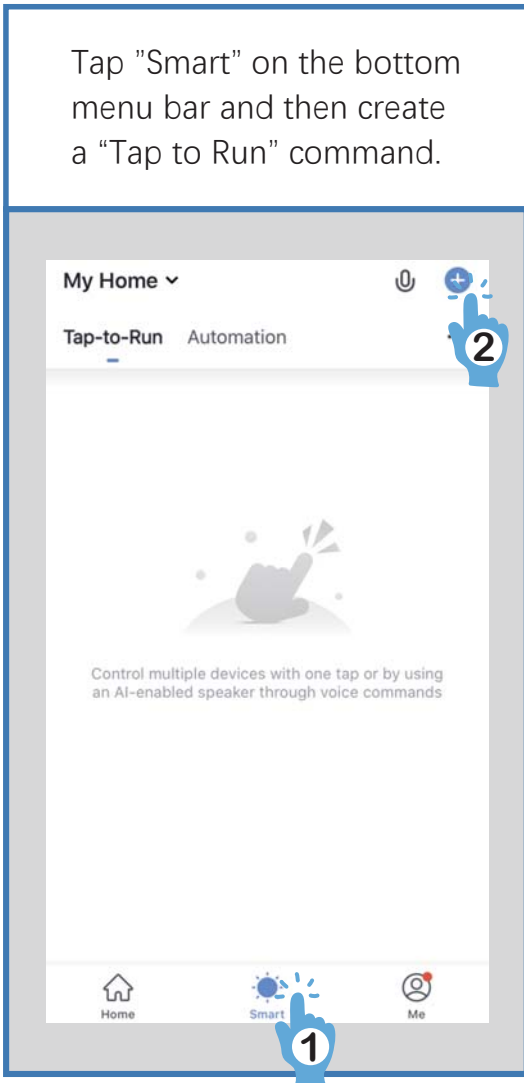 Tap ”Smart” on the bottom
menu bar and then create
a “Tap to Run” command.
My Home
Tap-to-Run Automation
2
Control multiple devices with one tap or by using
an AI-enabled speaker through voice commands
Home Smart Me
1